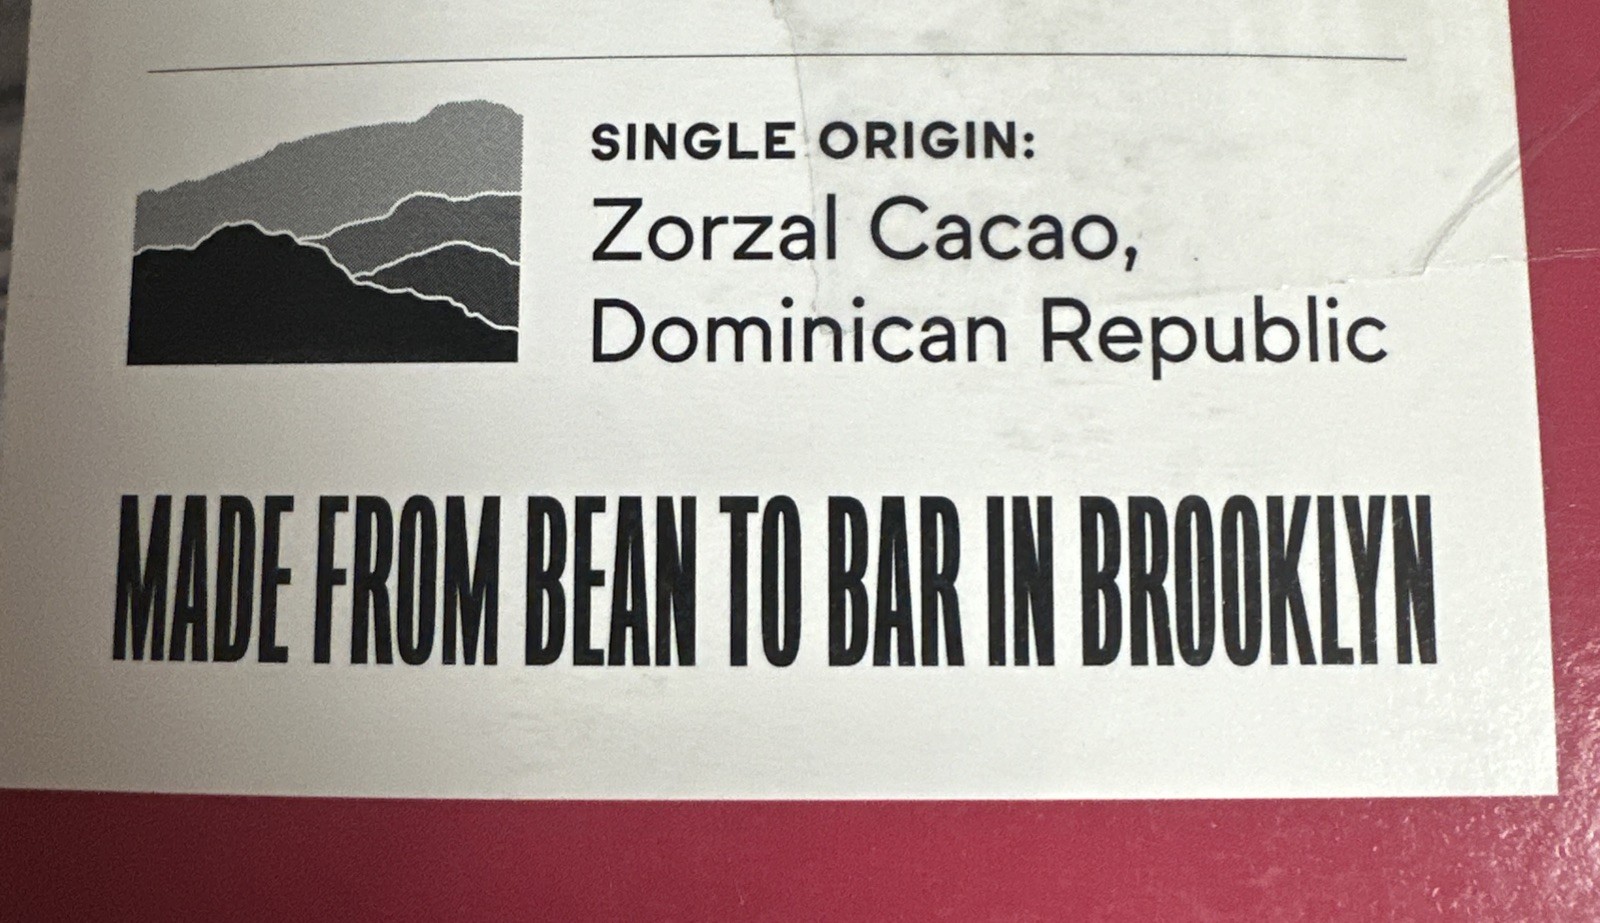 SINGLE ORIGIN:
Zorzal Cacao,
Dominican Republic
MADE FROM BEAN TO BAR IN BROOKLYN